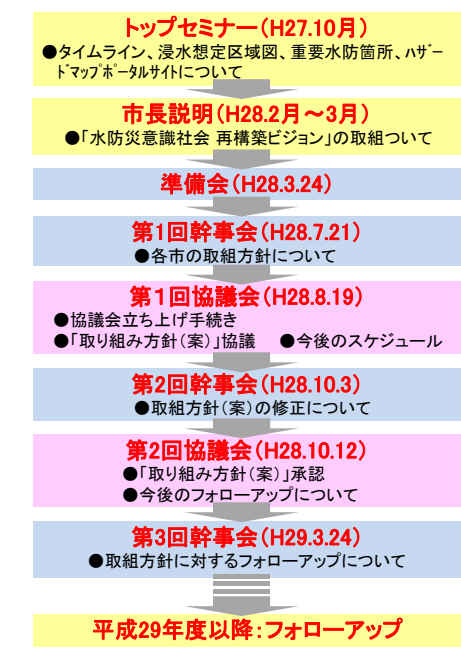 トップセミナー(H27.10月)
●タイムライン、浸水想定区域図、重要水防箇所、ﾊｻﾞｰ
ﾄﾞﾏｯﾌﾟﾎﾟｰﾀﾙｻｲﾄについて
市長説明(H28.2月～3月)
●「水防災意識社会 再構築ビジョン」の取組ついて
準備会(H28.3.24)
第1回幹事会(H28.7.21)
●各市の取組方針について
第１回協議会(H28.8.19)
●協議会立ち上げ手続き
●「取り組み方針(案)」協議　●今後のスケジュール
第2回幹事会(H28.10.3)
●取組方針(案)の修正について
第2回協議会(H28.10.12)
●「取り組み方針(案)」承認
●今後のフォローアップについて
第3回幹事会(H29.3.24)
●取組方針に対するフォローアップについて
平成29年度以降:フォローアップ